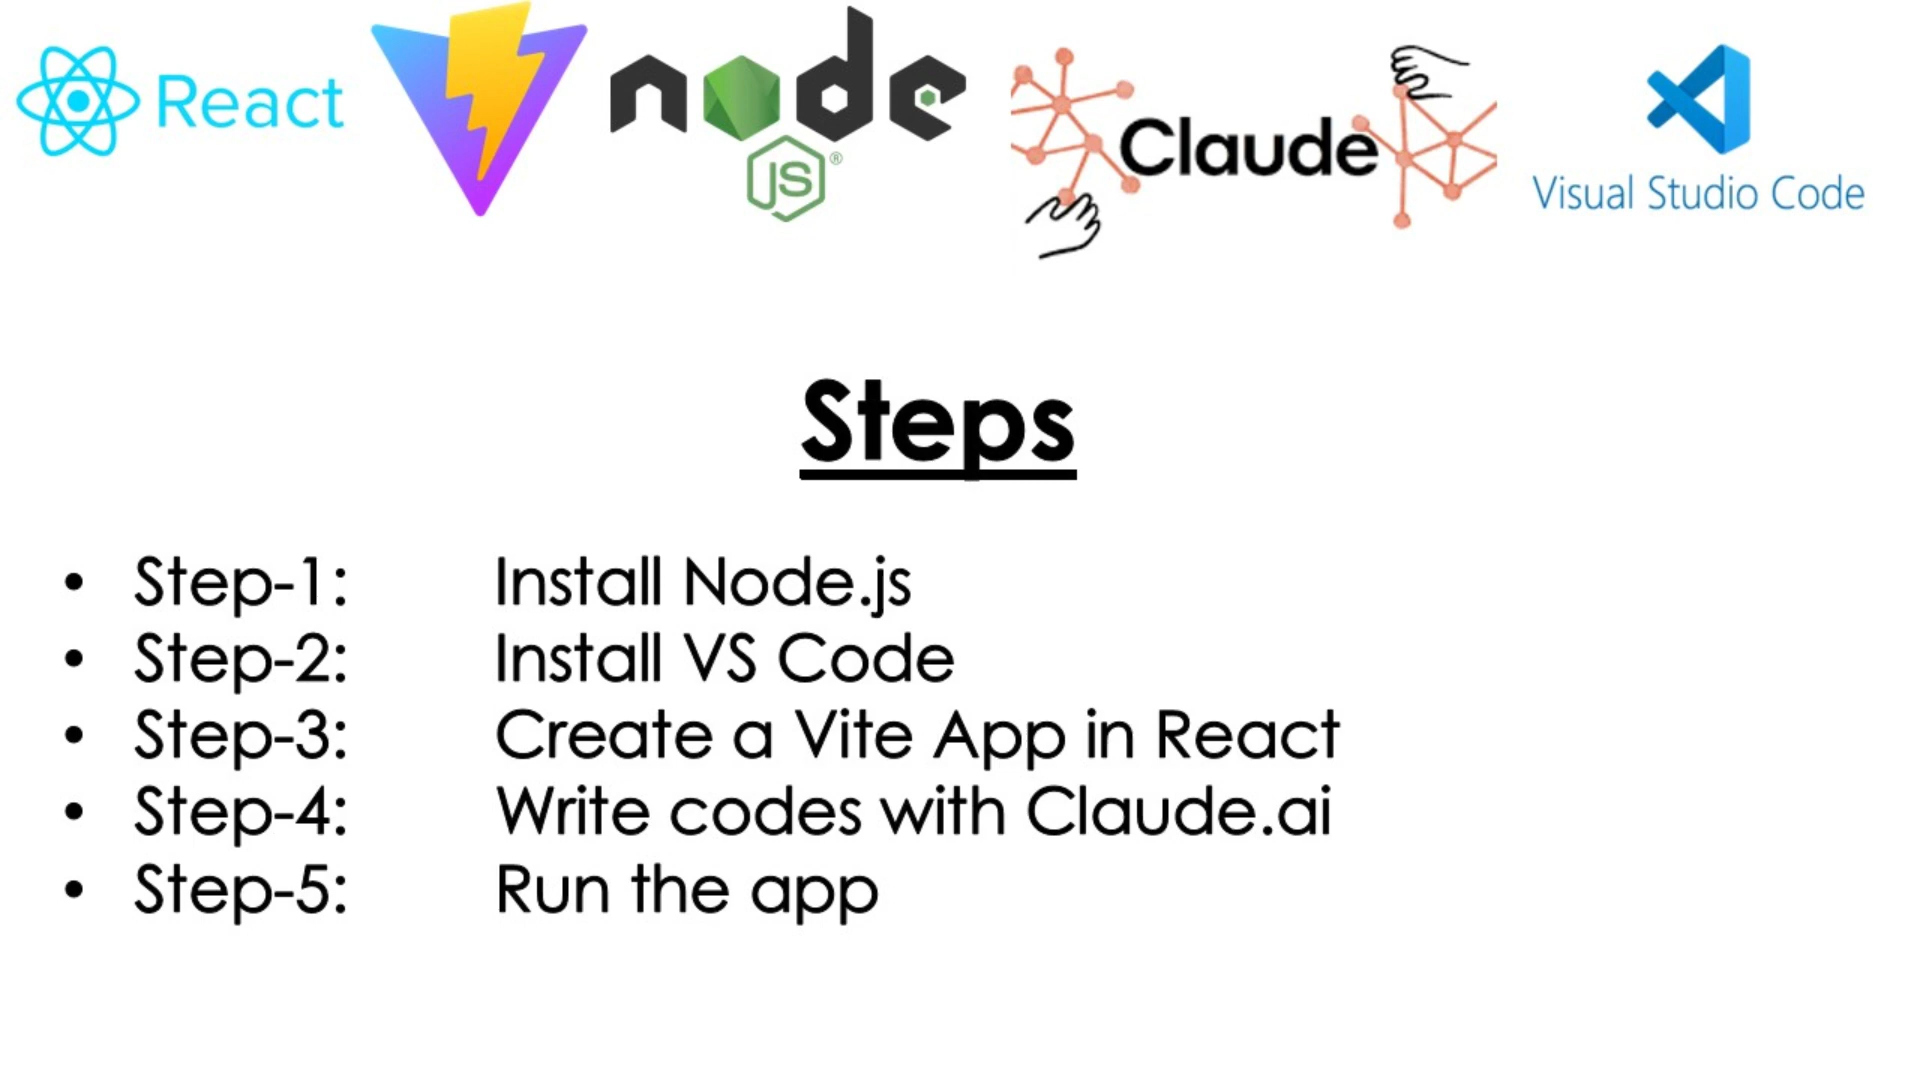 React
node
JS ®
Claude
Visual Studio Code
Steps
• Step-1: Install Node.js
• Step-2: Install VS Code
• Step-3: Create a Vite App in React
• Step-4: Write codes with Claude.ai
• Step-5: Run the app